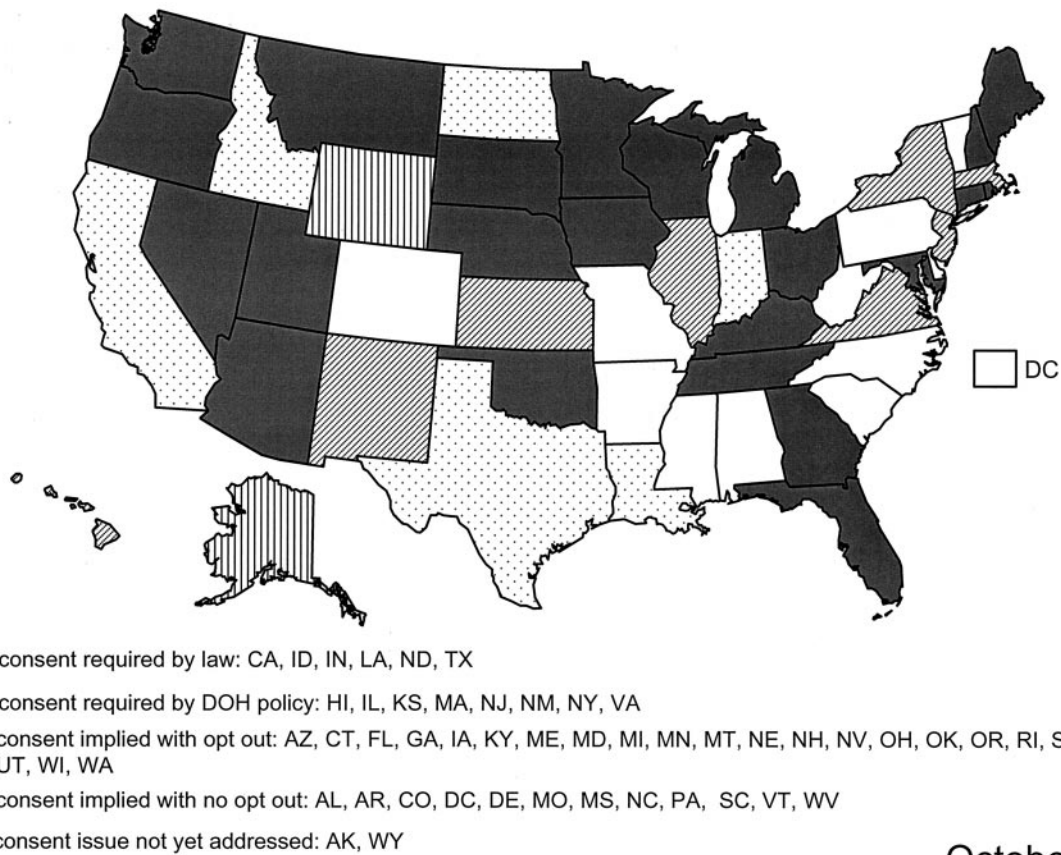 DC
consent required by law: CA, ID, IN, LA, ND, TX
consent required by DOH policy: HI, IL, KS, MA, NJ, NM, NY, VA
consent implied with opt out: AZ, CT, FL, GA, IA, KY, ME, MD, MI, MN, MT, NE, NH, NV, OH, OK, OR, RI, S
UT, WI, WA
consent implied with no opt out: AL, AR, CO, DC, DE, MO, MS, NC, PA, SC, VT, WV
consent issue not yet addressed: AK, WY